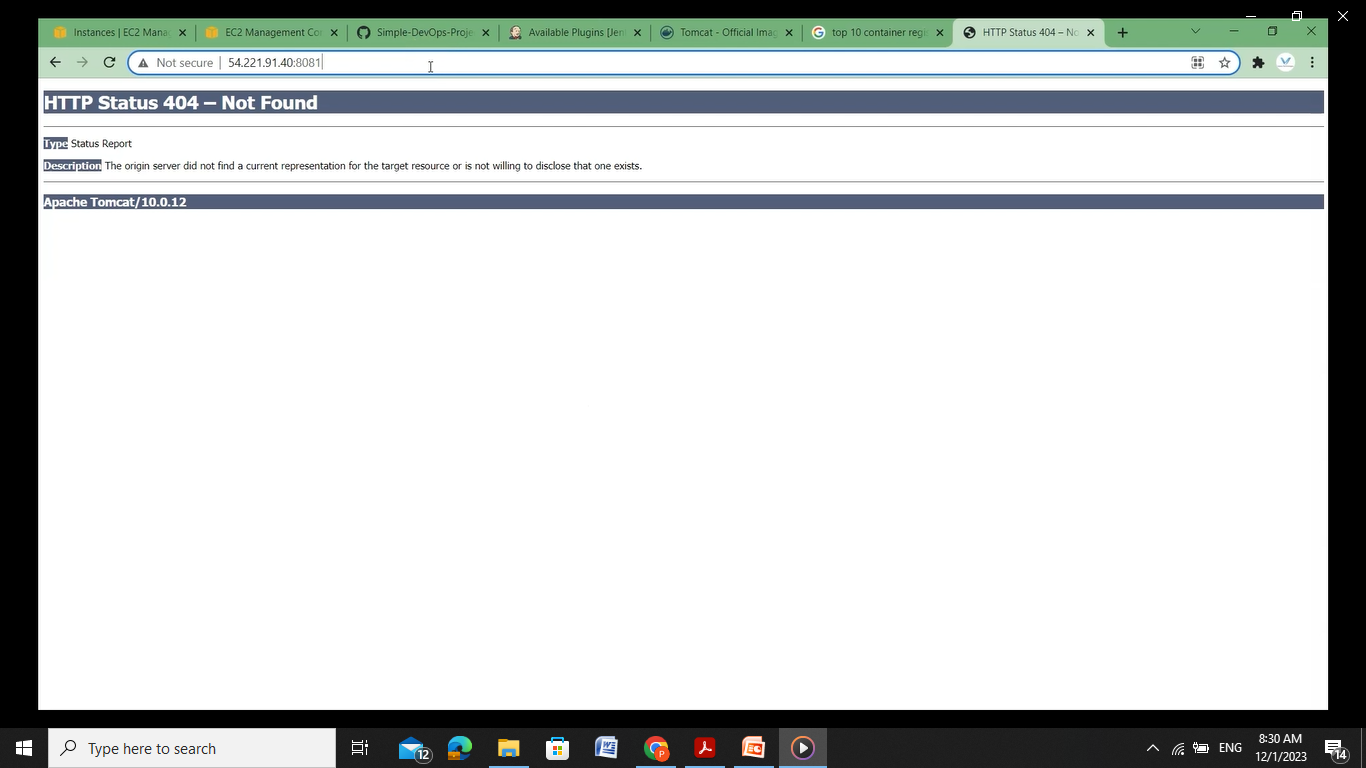 Instances | EC2 Manag
EC2 Management Con
Simple-DevOps-Proje
Available Plugins [Jen
Tomcat - Official Imag
top 10 container regi
HTTP Status 404 – No
Not secure | 54.221.91.40:8081
HTTP Status 404 – Not Found
Type Status Report
Description The origin server did not find a current representation for the target resource or is not willing to disclose that one exists.
Apache Tomcat/10.0.12
Type here to search
12
ENG
8:30 AM
12/1/2023
14